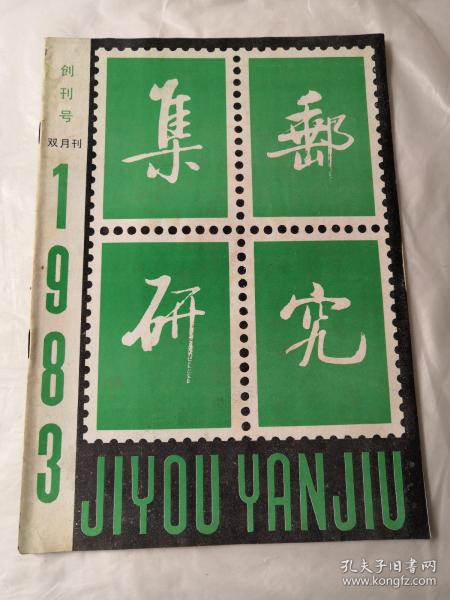 创刊号
双月刊
1983
集郵
研究
JIYOU YANJIU
孔夫子旧书网
www.kongfz.com